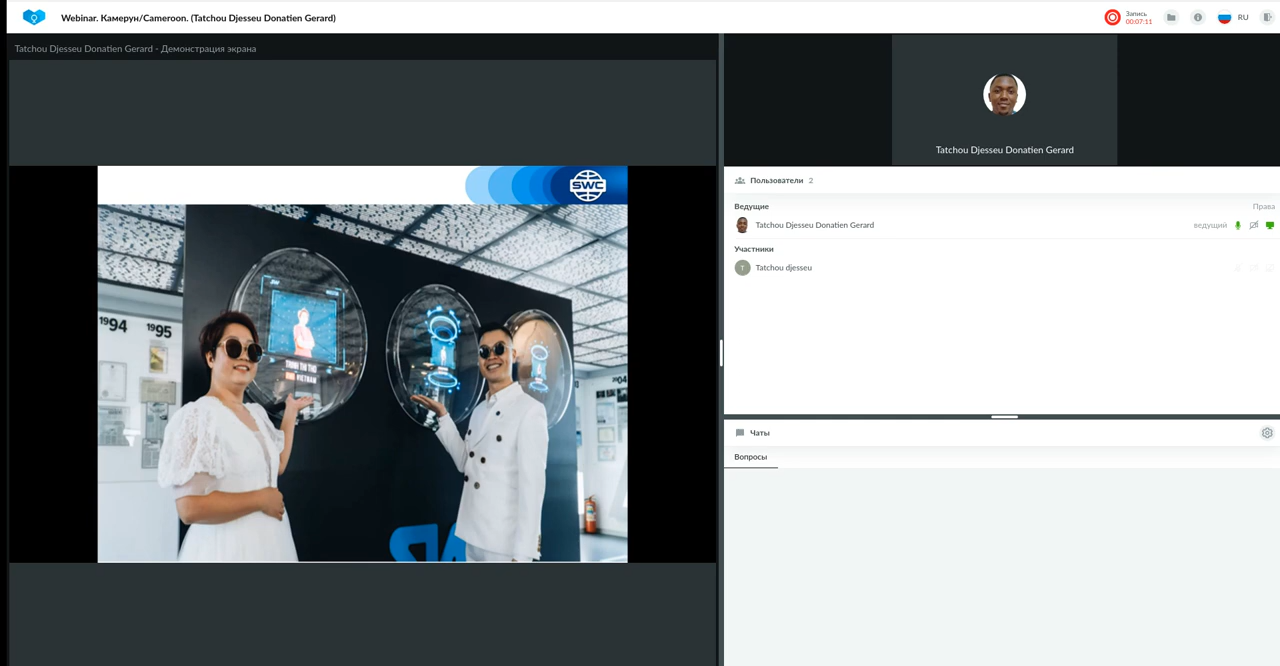 Webinar. Камерун/Cameroon. (Tatchou Djesseu Donatien Gerard)
Запись
00:07:11
RU
Tatchou Djesseu Donatien Gerard - Демонстрация экрана
SWC
1994
1995
VIETNAM
Tatchou Djesseu Donatien Gerard
Пользователи 2
Ведущие Права
Tatchou Djesseu Donatien Gerard ведущий
Участники
T Tatchou djesseu
Чаты
Вопросы